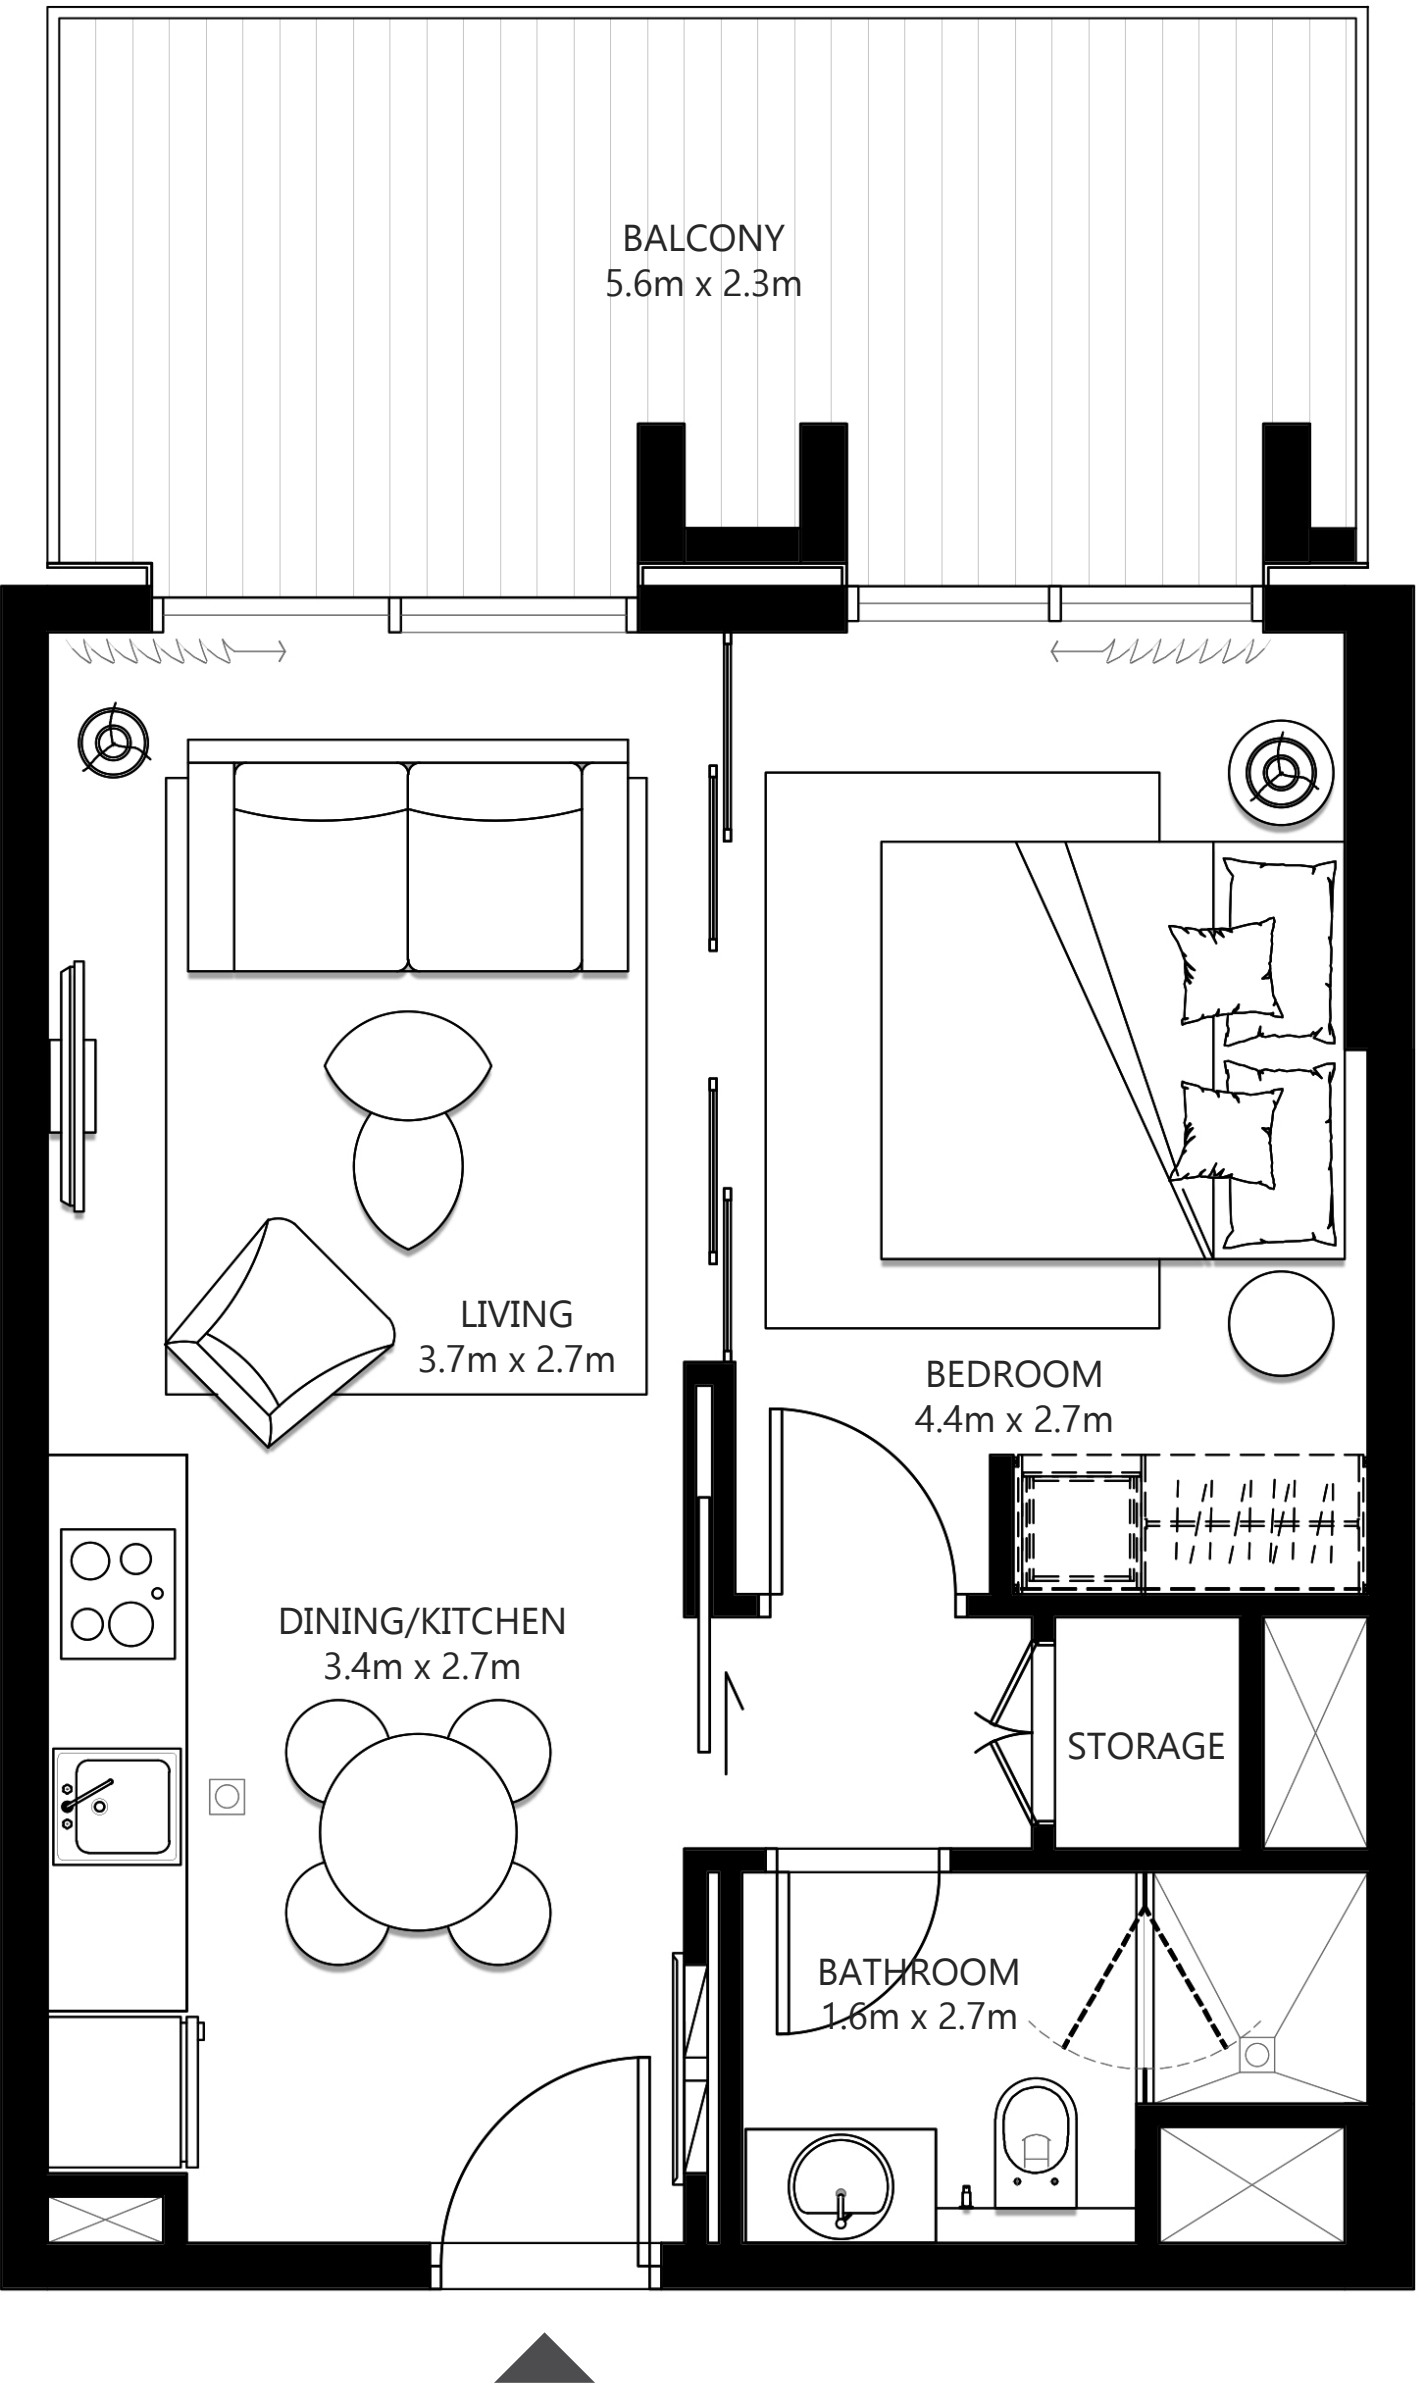 BALCONY
5.6m x 2.3m
LIVING
3.7m x 2.7m
BEDROOM
4.4m x 2.7m
DINING/KITCHEN
3.4m x 2.7m
STORAGE
BATHROOM
1.6m x 2.7m